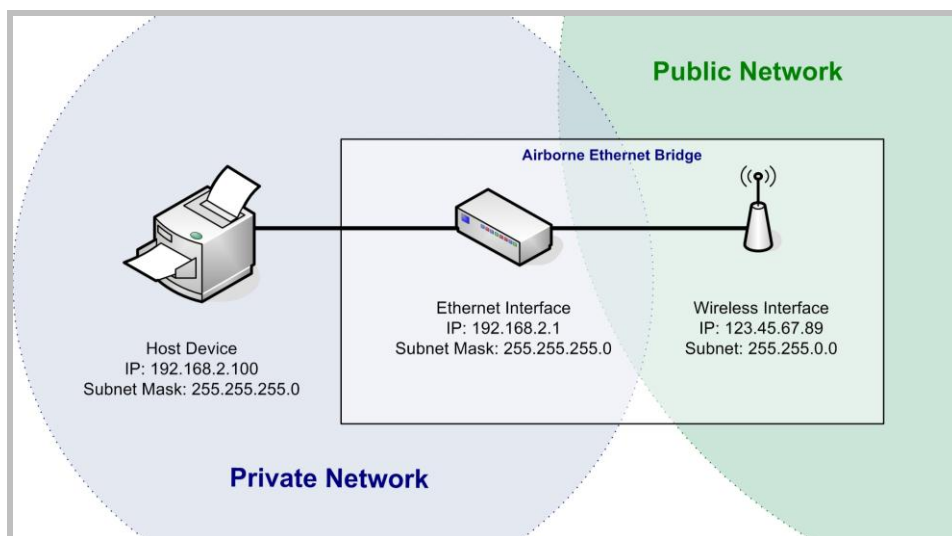 Public Network
Airborne Ethernet Bridge
Host Device
IP: 192.168.2.100
Subnet Mask: 255.255.255.0
Ethernet Interface
IP: 192.168.2.1
Subnet Mask: 255.255.255.0
Wireless Interface
IP: 123.45.67.89
Subnet: 255.255.0.0
Private Network